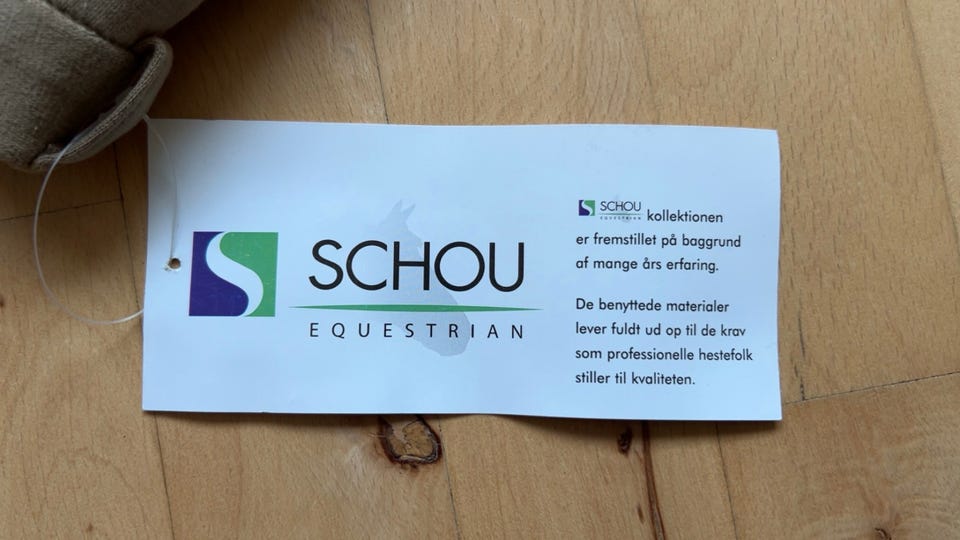 SCHOU
EQUESTRIAN
SCHOU EQUESTRIAN kollektionen
er fremstillet på baggrund
af mange års erfaring.
De benyttede materialer
lever fuldt ud op til de krav
som professionelle hestefolk
stiller til kvaliteten.